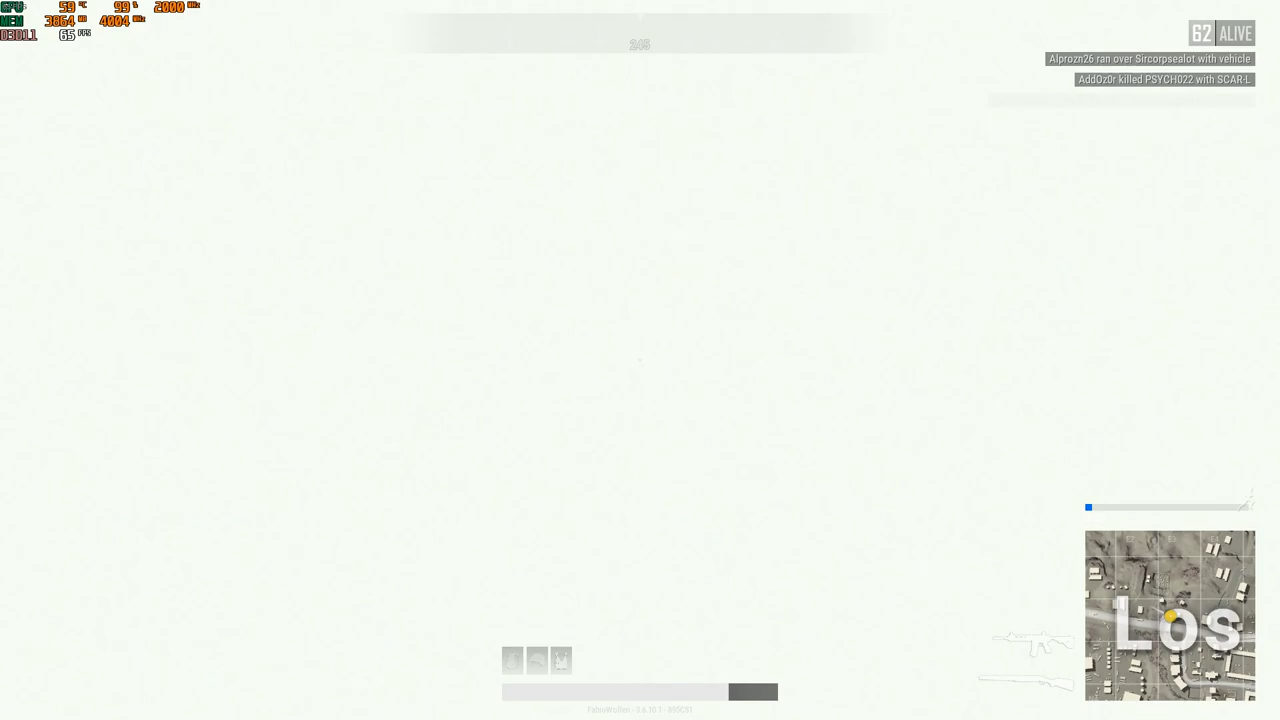 GPU 59 °C 99 % 2000 MHz
MEM 3864 MB 4004 MHz
D3D11 65 FPS
245
62 ALIVE
Alprozn26 ran over Sircorpsealot with vehicle
AddOz0r killed PSYCH022 with SCAR-L
Los